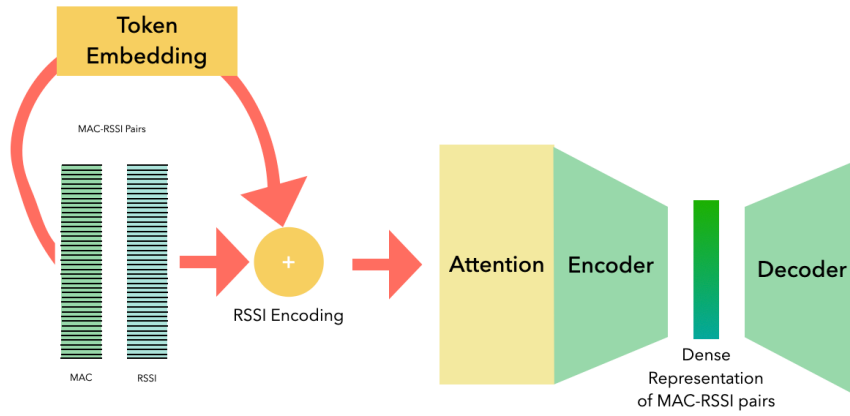 Token
Embedding
MAC-RSSI Pairs
MAC
RSSI
+
RSSI Encoding
Attention
Encoder
Decoder
Dense
Representation
of MAC-RSSI pairs